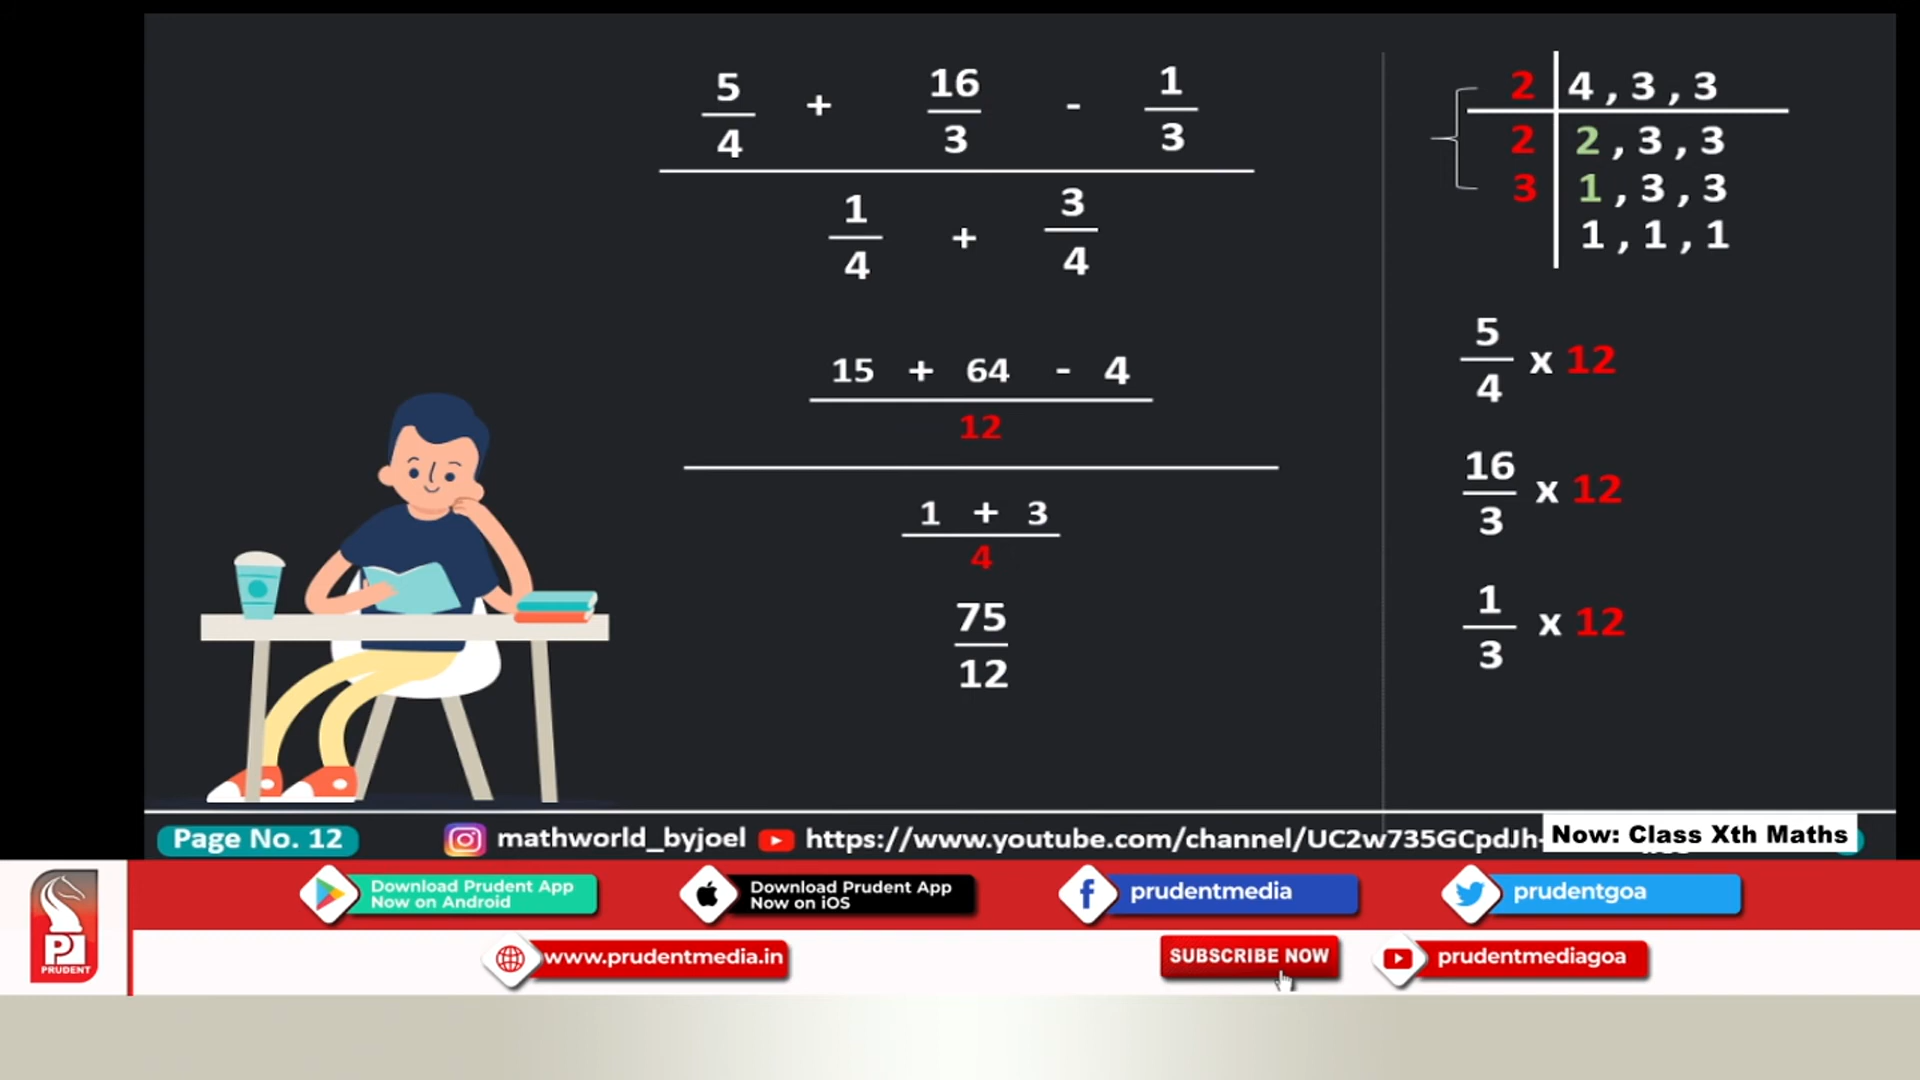 5/4 + 16/3 - 1/3
1/4 + 3/4
15 + 64 - 4
12
1 + 3
4
75
12
2 | 4 , 3 , 3
2 | 2 , 3 , 3
3 | 1 , 3 , 3
1 , 1 , 1
5/4 x 12
16/3 x 12
1/3 x 12
Page No. 12 mathworld_byjoel https://www.youtube.com/channel/UC2w735GCpdJh-
Now: Class Xth Maths
Download Prudent App
Now on Android
Download Prudent App
Now on iOS
prudentmedia
prudentgoa
PRUDENT
www.prudentmedia.in
SUBSCRIBE NOW
prudentmediagoa